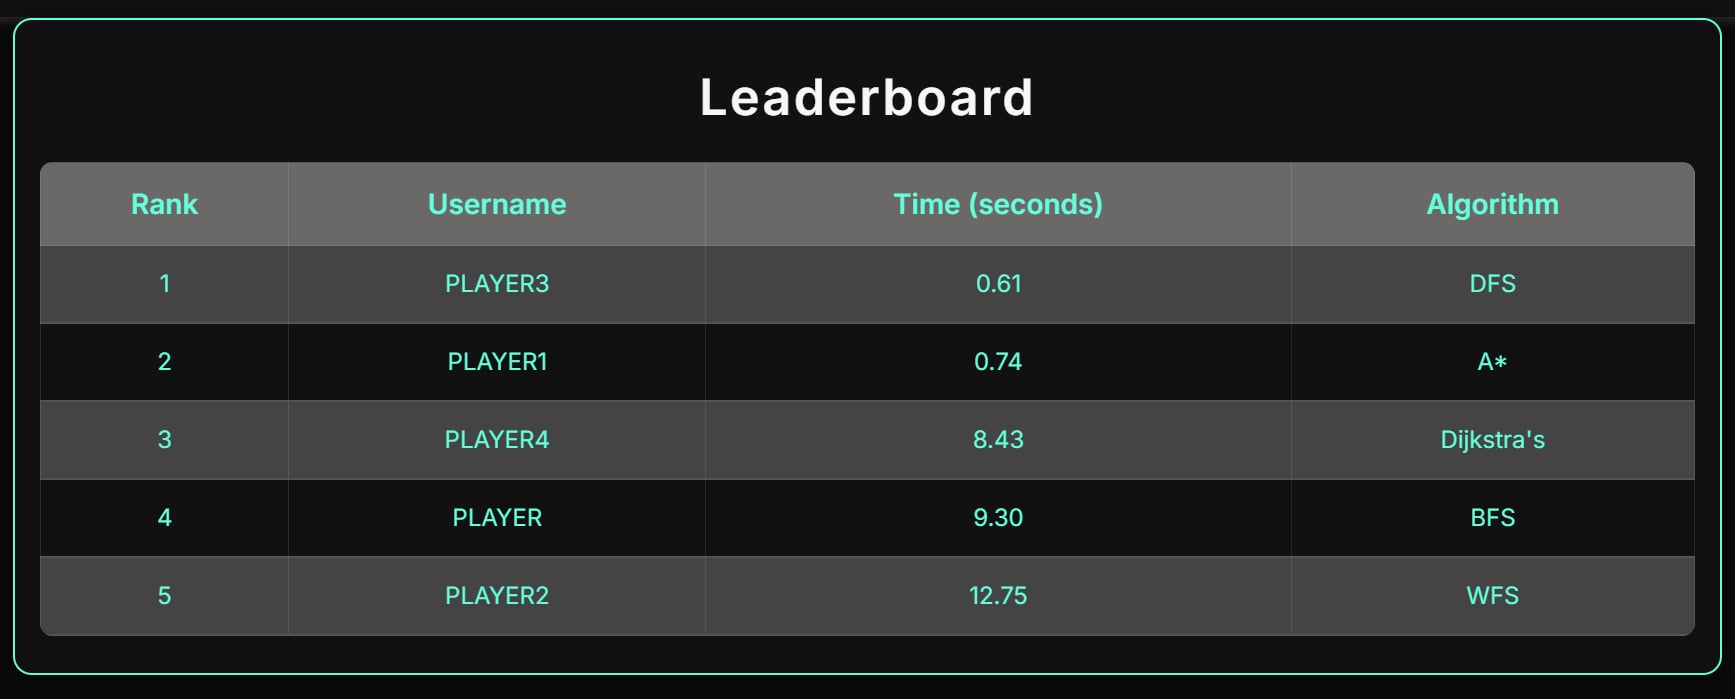 Leaderboard
Rank Username Time (seconds) Algorithm
1 PLAYER3 0.61 DFS
2 PLAYER1 0.74 A*
3 PLAYER4 8.43 Dijkstra's
4 PLAYER 9.30 BFS
5 PLAYER2 12.75 WFS